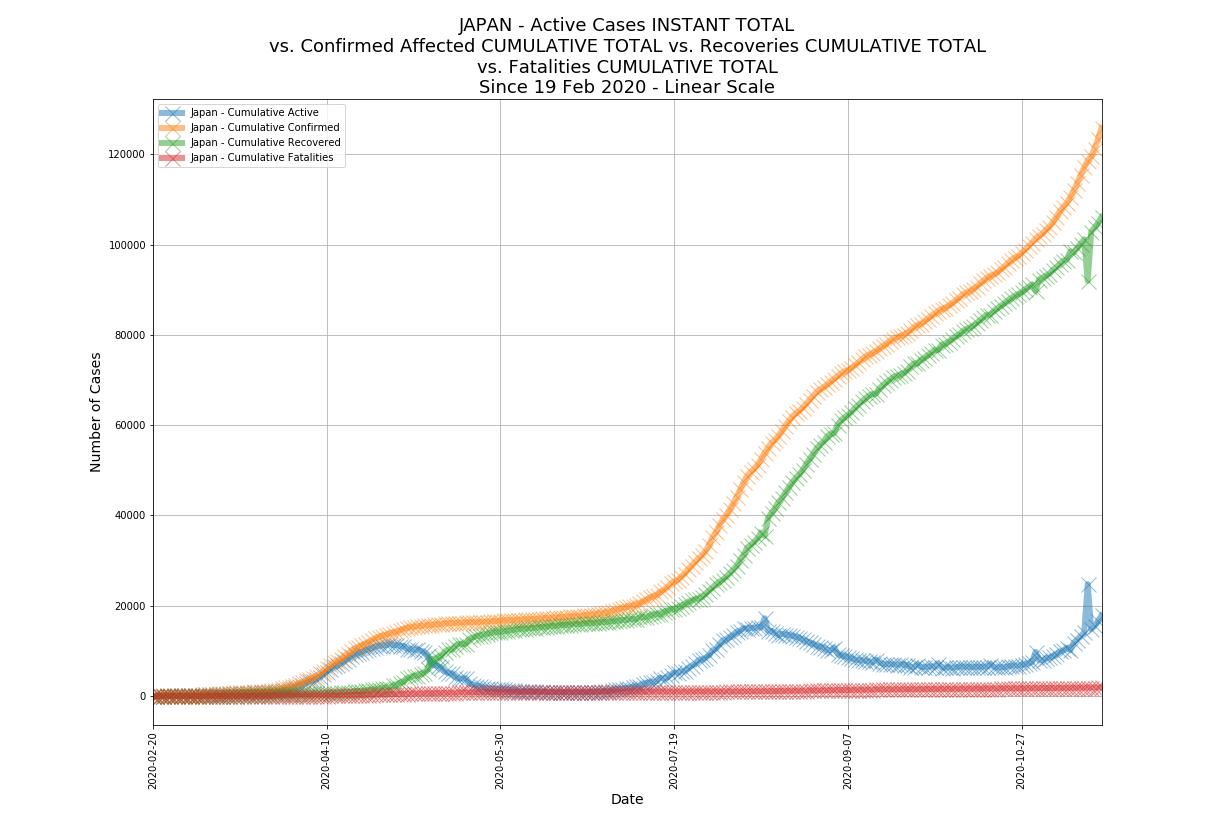 JAPAN - Active Cases INSTANT TOTAL
vs. Confirmed Affected CUMULATIVE TOTAL vs. Recoveries CUMULATIVE TOTAL
vs. Fatalities CUMULATIVE TOTAL
Since 19 Feb 2020 - Linear Scale
Japan - Cumulative Active
Japan - Cumulative Confirmed
Japan - Cumulative Recovered
Japan - Cumulative Fatalities
120000
100000
80000
60000
40000
20000
0
Number of Cases
2020-02-20
2020-04-10
2020-05-30
2020-07-19
2020-09-07
2020-10-27
Date